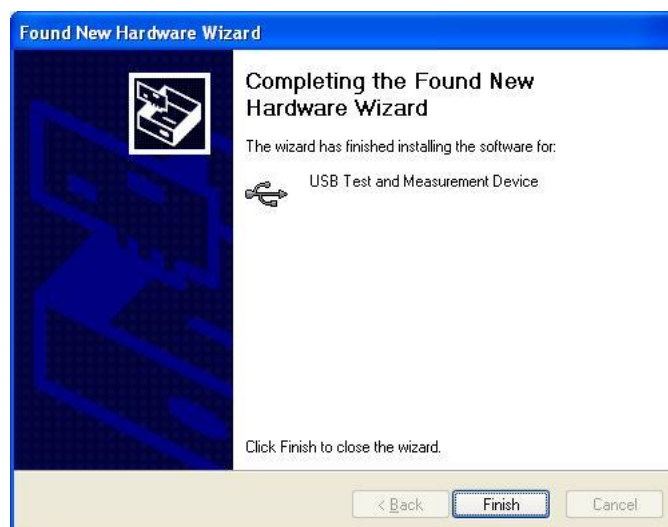 Found New Hardware Wizard
Completing the Found New
Hardware Wizard
The wizard has finished installing the software for:
USB Test and Measurement Device
Click Finish to close the wizard.
< Back
Finish
Cancel